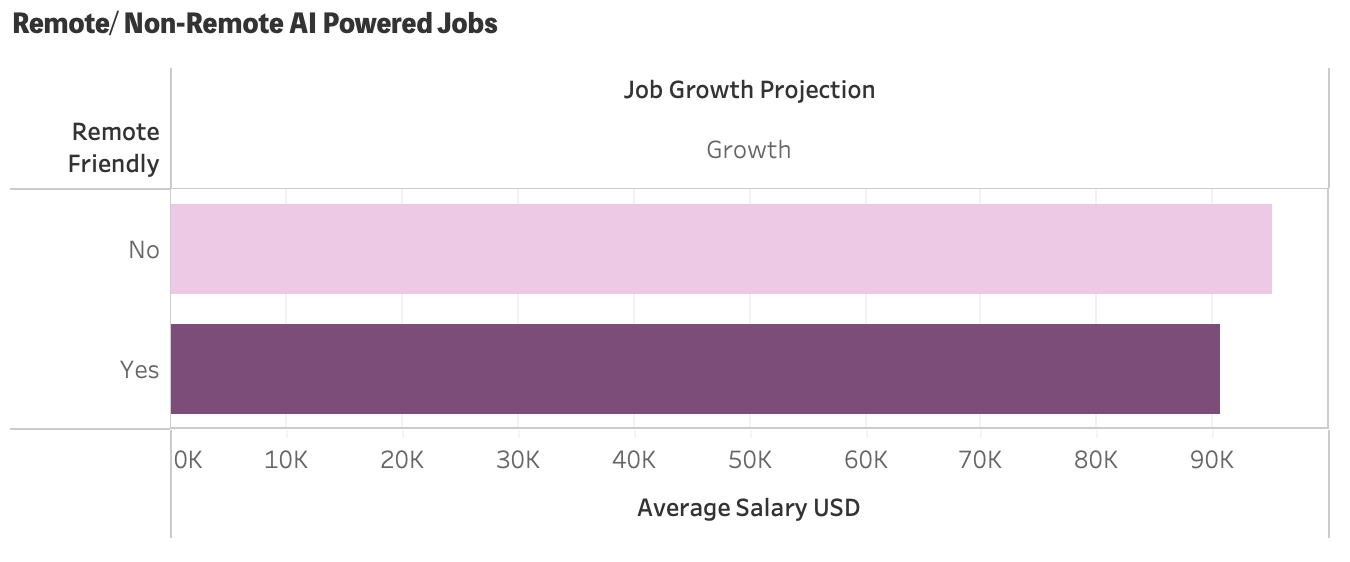 Remote/ Non-Remote AI Powered Jobs
Job Growth Projection
Remote
Friendly
Growth
No
Yes
0K 10K 20K 30K 40K 50K 60K 70K 80K 90K
Average Salary USD